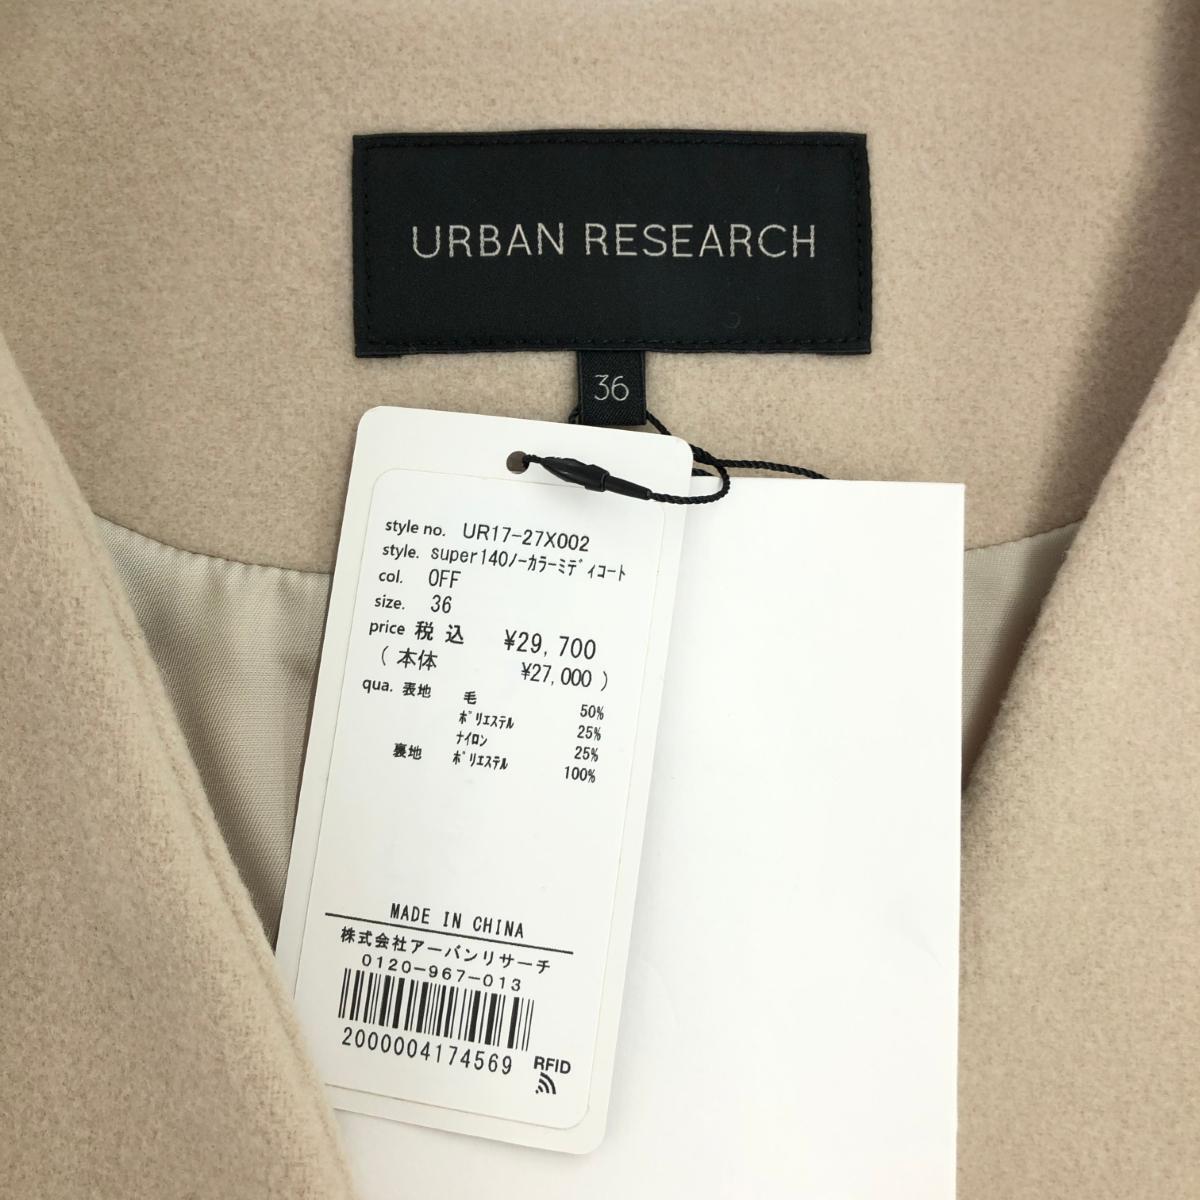 URBAN RESEARCH
36
style no. UR17-27X002
style. super140ﾉｰｶﾗｰﾐﾃﾞｨｺｰﾄ
col. OFF
size. 36
price 税 込 ¥29,700
( 本体 ¥27,000 )
qua. 表地 毛 50%
ﾎﾟﾘｴｽﾃﾙ 25%
ﾅｲﾛﾝ 25%
裏地 ﾎﾟﾘｴｽﾃﾙ 100%
MADE IN CHINA
株式会社アーバンリサーチ
0120-967-013
2000004174569
RFID